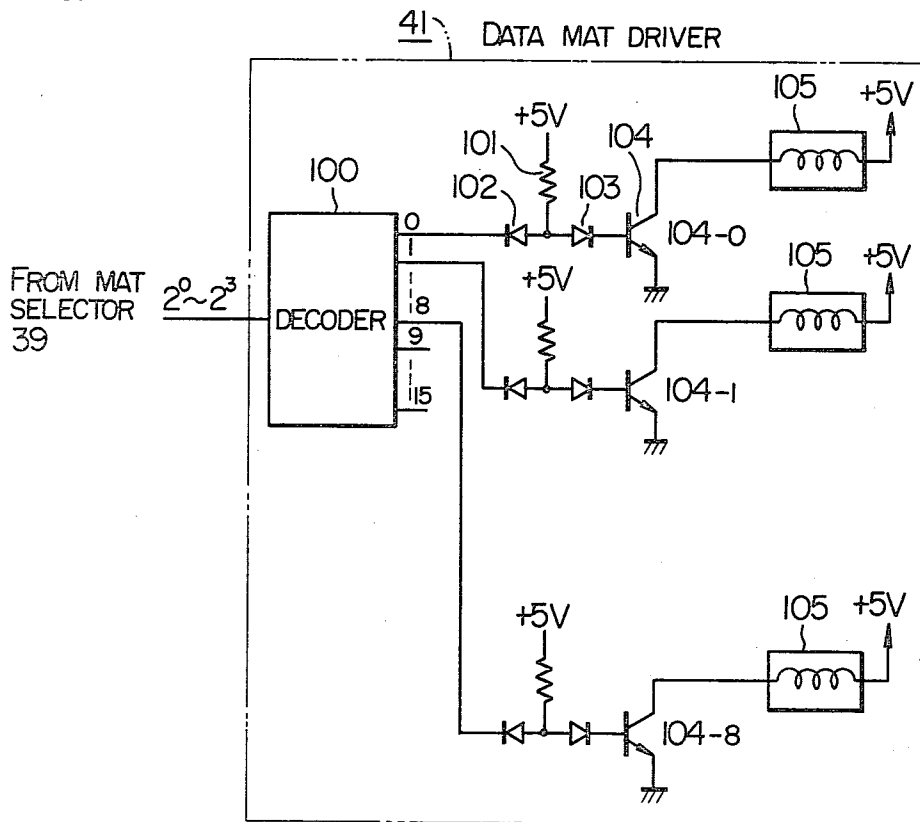 41 DATA MAT DRIVER
105
+5V
+5V
101
104
100
102
103
0
104-0
1
105
+5V
FROM MAT
SELECTOR
39
2⁰~2³
DECODER
8
+5V
9
15
104-1
+5V
105
+5V
104-8